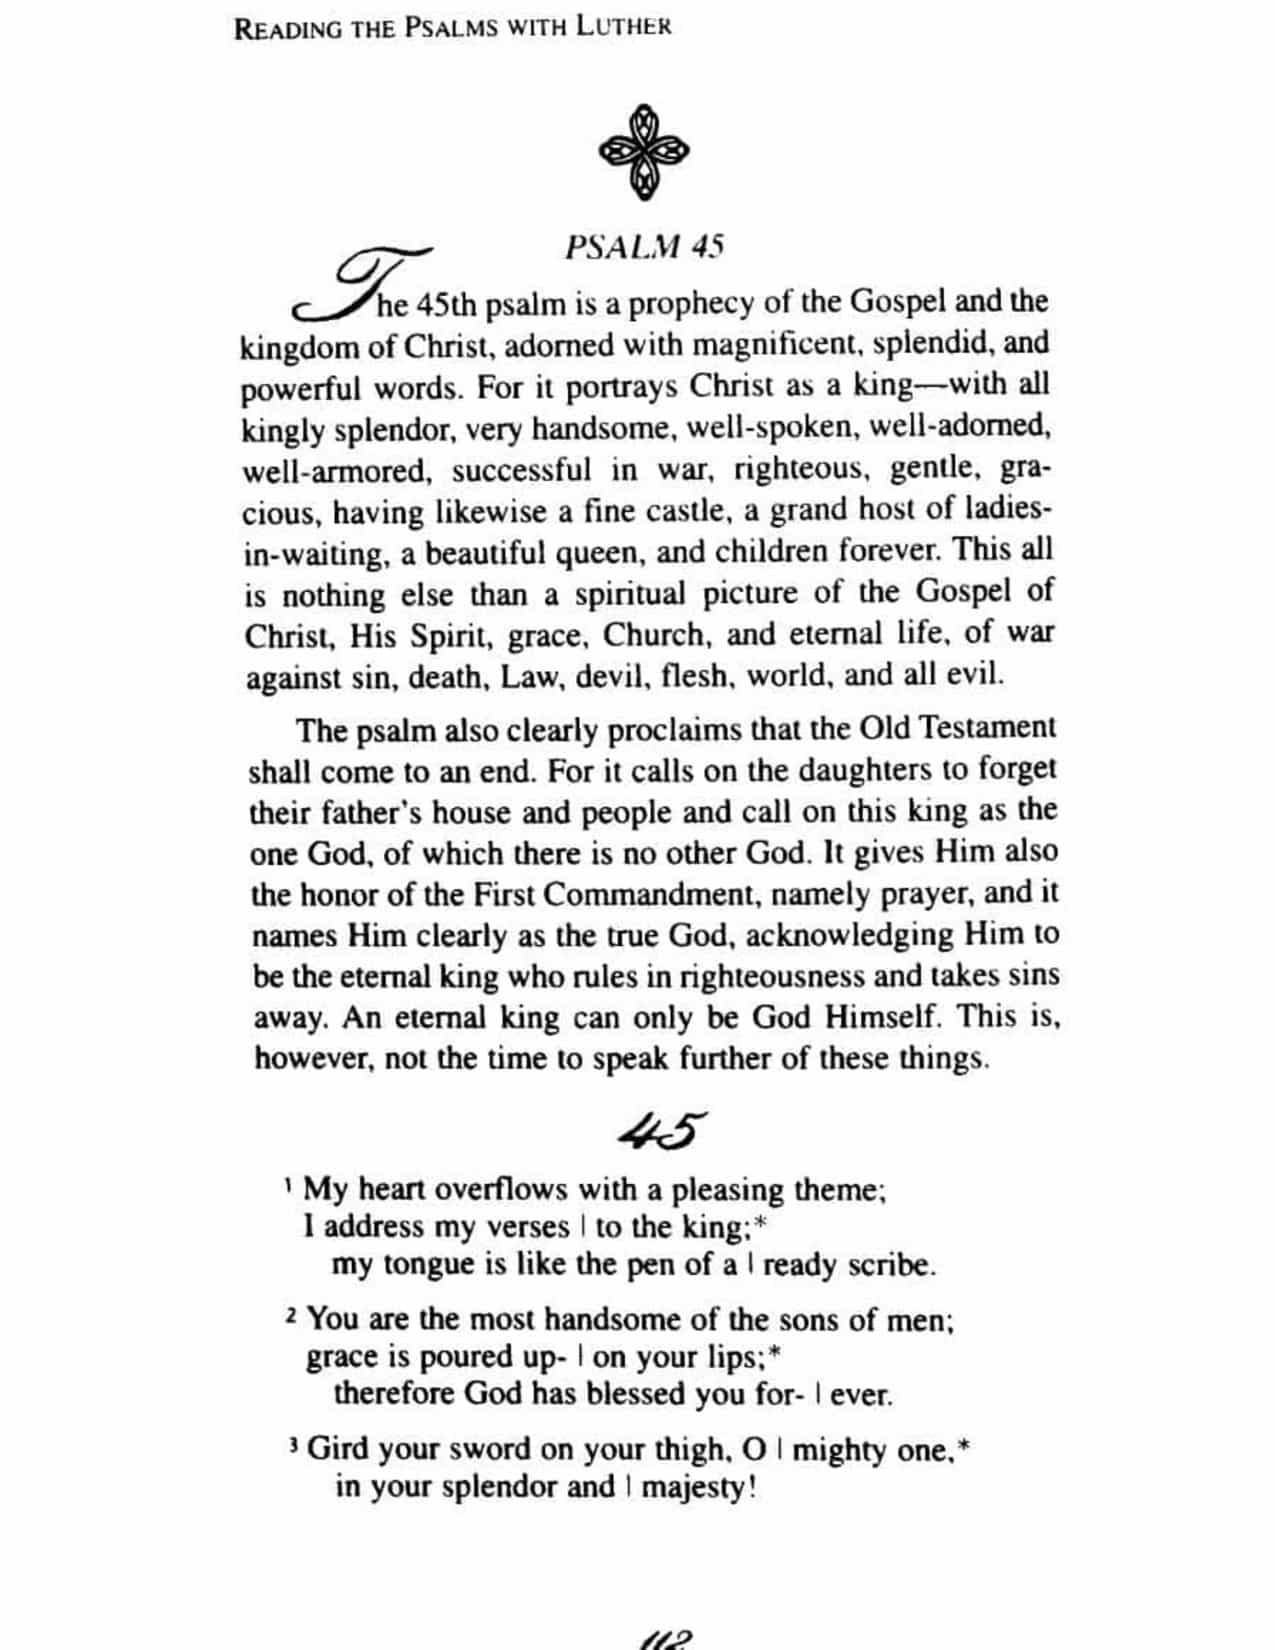 READING THE PSALMS WITH LUTHER
PSALM 45
The 45th psalm is a prophecy of the Gospel and the
kingdom of Christ, adorned with magnificent, splendid, and
powerful words. For it portrays Christ as a king—with all
kingly splendor, very handsome, well-spoken, well-adorned,
well-armored, successful in war, righteous, gentle, gra-
cious, having likewise a fine castle, a grand host of ladies-
in-waiting, a beautiful queen, and children forever. This all
is nothing else than a spiritual picture of the Gospel of
Christ, His Spirit, grace, Church, and eternal life, of war
against sin, death, Law, devil, flesh, world, and all evil.
The psalm also clearly proclaims that the Old Testament
shall come to an end. For it calls on the daughters to forget
their father's house and people and call on this king as the
one God, of which there is no other God. It gives Him also
the honor of the First Commandment, namely prayer, and it
names Him clearly as the true God, acknowledging Him to
be the eternal king who rules in righteousness and takes sins
away. An eternal king can only be God Himself. This is,
however, not the time to speak further of these things.
45
1 My heart overflows with a pleasing theme;
I address my verses | to the king;*
my tongue is like the pen of a | ready scribe.
2 You are the most handsome of the sons of men;
grace is poured up- | on your lips;*
therefore God has blessed you for- | ever.
3 Gird your sword on your thigh, O | mighty one,*
in your splendor and | majesty!
112